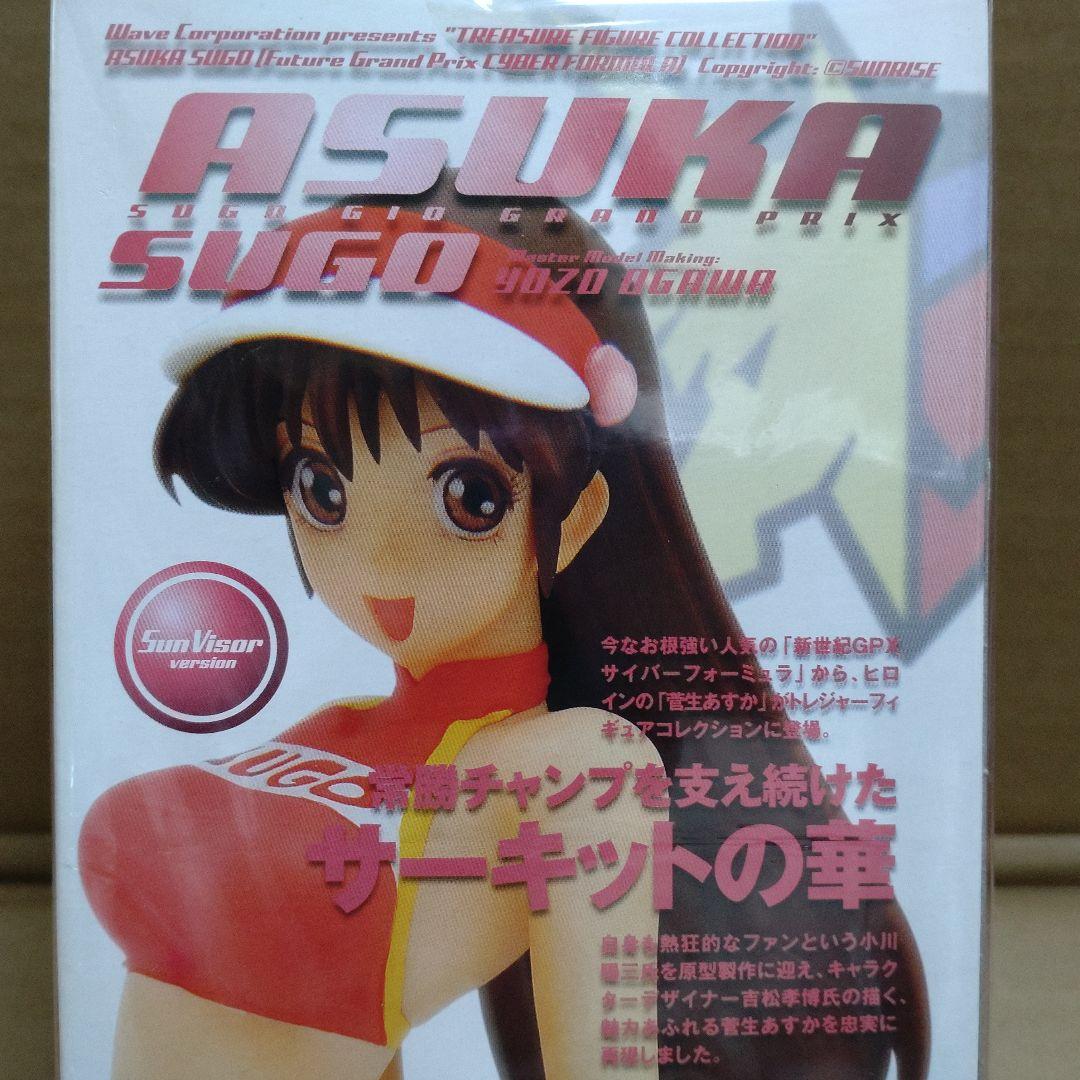 Wave Corporation presents "TREASURE FIGURE COLLECTION"
ASUKA SUGO [Future Grand Prix CYBER FORMULA] Copyright: ©SUNRISE
ASUKA
SUGO GIO GRAND PRIX
SUGO
Master Model Making:
YOZO OGAWA
Sun Visor
version
今なお根強い人気の「新世紀GPX
サイバーフォーミュラ」から、ヒロ
インの「菅生あすか」がトレジャーフィ
ギュアコレクションに登場。
SUGO
常勝チャンプを支え続けた
サーキットの華
自身も熱狂的なファンという小川
陽三氏を原型製作に迎え、キャラク
ターデザイナー吉松孝博氏の描く、
魅力あふれる菅生あすかを忠実に
再現しました。